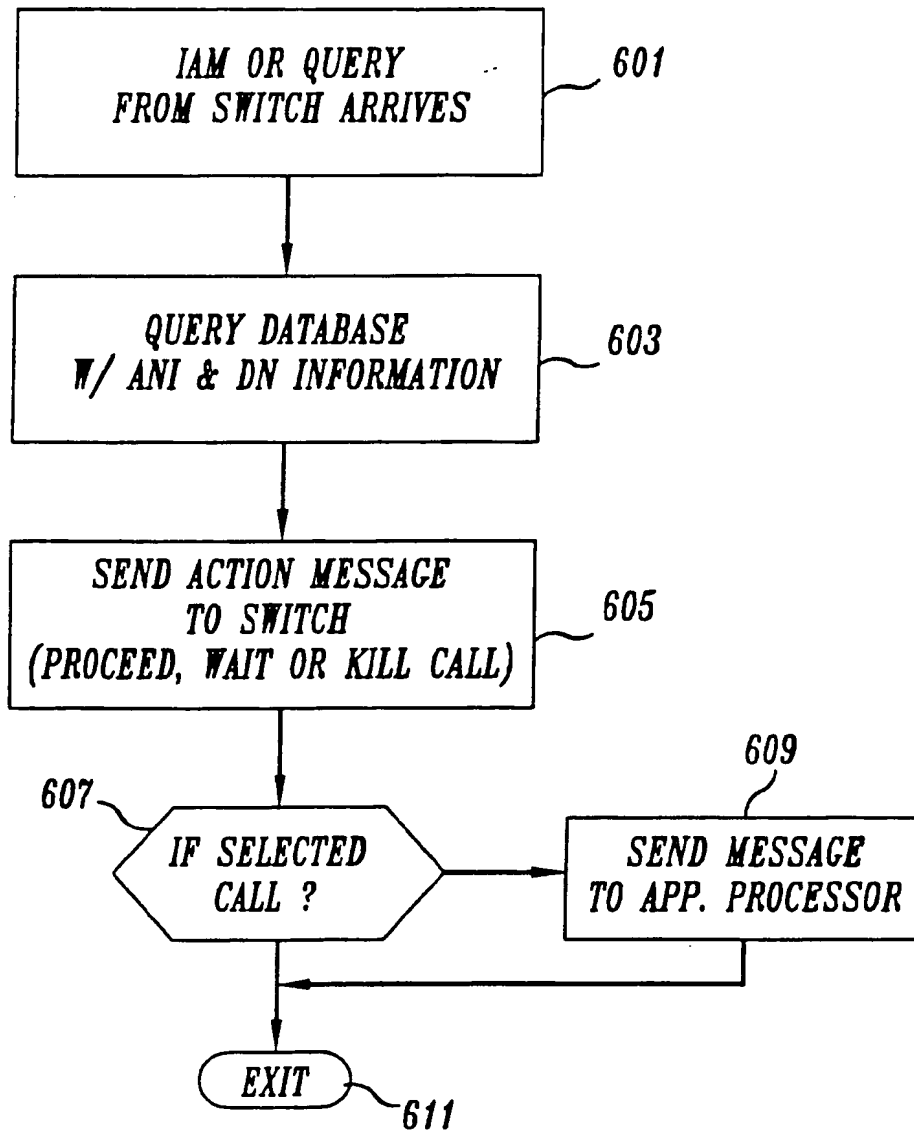 IAM OR QUERY
FROM SWITCH ARRIVES
601
QUERY DATABASE
W/ ANI & DN INFORMATION
603
SEND ACTION MESSAGE
TO SWITCH
(PROCEED, WAIT OR KILL CALL)
605
607
IF SELECTED
CALL ?
609
SEND MESSAGE
TO APP. PROCESSOR
EXIT
611